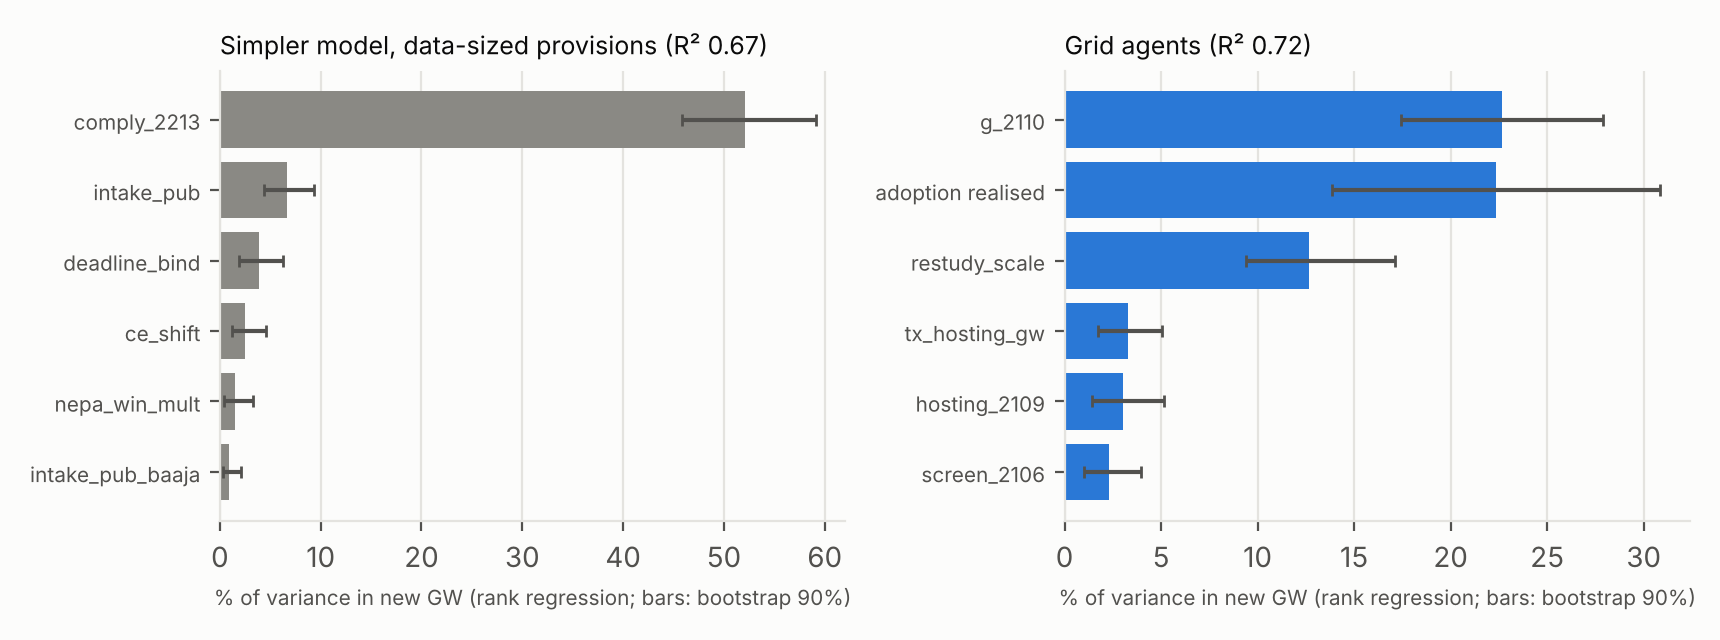 Simpler model, data-sized provisions (R² 0.67)
comply_2213
intake_pub
deadline_bind
ce_shift
nepa_win_mult
intake_pub_baaja
0 10 20 30 40 50 60
% of variance in new GW (rank regression; bars: bootstrap 90%)
Grid agents (R² 0.72)
g_2110
adoption realised
restudy_scale
tx_hosting_gw
hosting_2109
screen_2106
0 5 10 15 20 25 30
% of variance in new GW (rank regression; bars: bootstrap 90%)